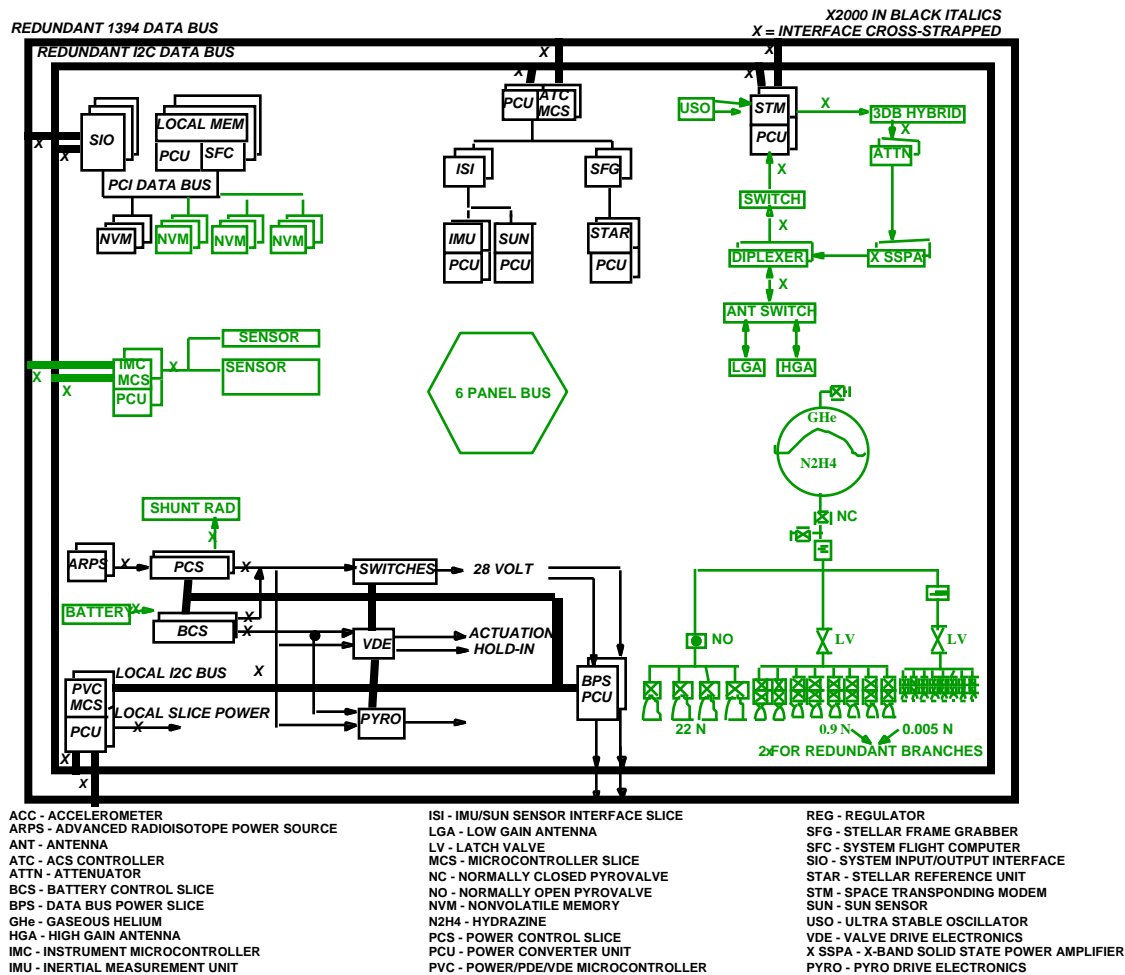 REDUNDANT 1394 DATA BUS
X2000 IN BLACK ITALICS
X = INTERFACE CROSS-STRAPPED
REDUNDANT I2C DATA BUS
X
X
X
X
SIO
LOCAL MEM
PCU
SFC
X
X
PCI DATA BUS
NVM
NVM
NVM
NVM
PCU
ATC
MCS
ISI
SFG
IMU
PCU
SUN
PCU
STAR
PCU
USO
STM
PCU
X
3DB HYBRID
X
ATTN
X
SWITCH
X
DIPLEXER
X SSPA
X
ANT SWITCH
LGA
HGA
SENSOR
SENSOR
IMC
MCS
PCU
X
X
X
6 PANEL BUS
GHe
N2H4
NC
SHUNT RAD
X
ARPS
X
PCS
X
SWITCHES
28 VOLT
BATTERY
X
BCS
X
X
VDE
ACTUATION
HOLD-IN
NO
LV
LV
LOCAL I2C BUS
X
PVC
MCS
PCU
LOCAL SLICE POWER
X
PYRO
BPS
PCU
22 N
0.9 N
0.005 N
2x FOR REDUNDANT BRANCHES
X
X
ACC - ACCELEROMETER
ARPS - ADVANCED RADIOISOTOPE POWER SOURCE
ANT - ANTENNA
ATC - ACS CONTROLLER
ATTN - ATTENUATOR
BCS - BATTERY CONTROL SLICE
BPS - DATA BUS POWER SLICE
GHe - GASEOUS HELIUM
HGA - HIGH GAIN ANTENNA
IMC - INSTRUMENT MICROCONTROLLER
IMU - INERTIAL MEASUREMENT UNIT
ISI - IMU/SUN SENSOR INTERFACE SLICE
LGA - LOW GAIN ANTENNA
LV - LATCH VALVE
MCS - MICROCONTROLLER SLICE
NC - NORMALLY CLOSED PYROVALVE
NO - NORMALLY OPEN PYROVALVE
NVM - NONVOLATILE MEMORY
N2H4 - HYDRAZINE
PCS - POWER CONTROL SLICE
PCU - POWER CONVERTER UNIT
PVC - POWER/PDE/VDE MICROCONTROLLER
REG - REGULATOR
SFG - STELLAR FRAME GRABBER
SFC - SYSTEM FLIGHT COMPUTER
SIO - SYSTEM INPUT/OUTPUT INTERFACE
STAR - STELLAR REFERENCE UNIT
STM - SPACE TRANSPONDING MODEM
SUN - SUN SENSOR
USO - ULTRA STABLE OSCILLATOR
VDE - VALVE DRIVE ELECTRONICS
X SSPA - X-BAND SOLID STATE POWER AMPLIFIER
PYRO - PYRO DRIVE ELECTRONICS